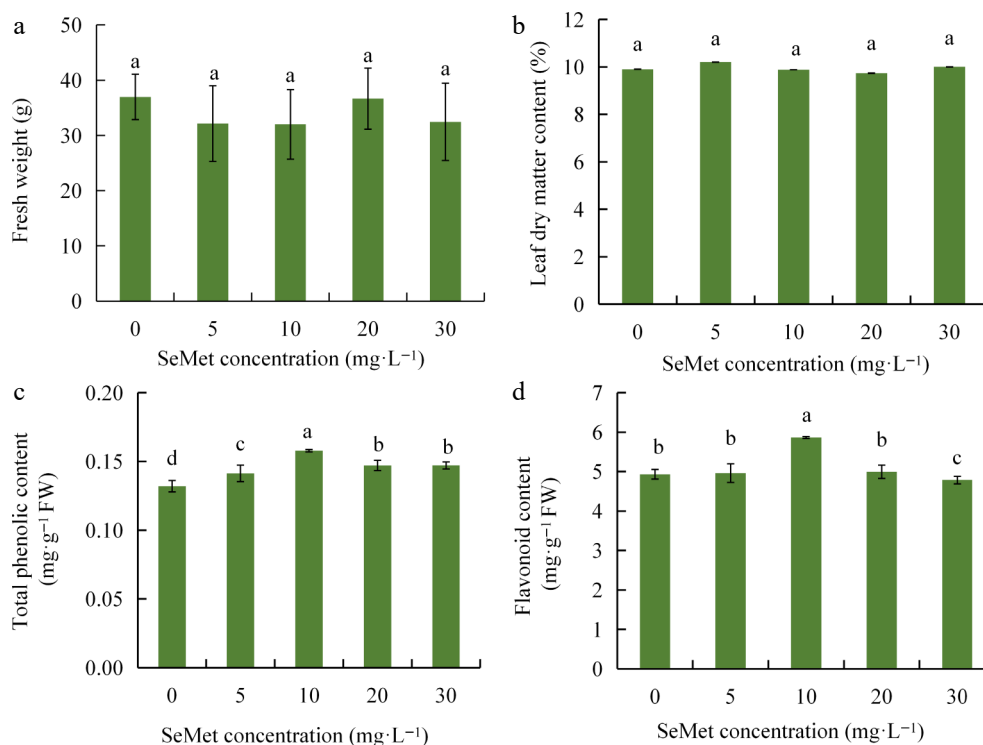 a
Fresh weight (g)
50
40
30
20
10
0
a a a a a
0 5 10 20 30
SeMet concentration (mg·L⁻¹)
b
Leaf dry matter content (%)
12
10
8
6
4
2
0
a a a a a
0 5 10 20 30
SeMet concentration (mg·L⁻¹)
c
Total phenolic content
(mg·g⁻¹ FW)
0.20
0.15
0.10
0.05
0.00
d c a b b
0 5 10 20 30
SeMet concentration (mg·L⁻¹)
d
Flavonoid content
(mg·g⁻¹ FW)
7
6
5
4
3
2
1
0
b b a b c
0 5 10 20 30
SeMet concentration (mg·L⁻¹)